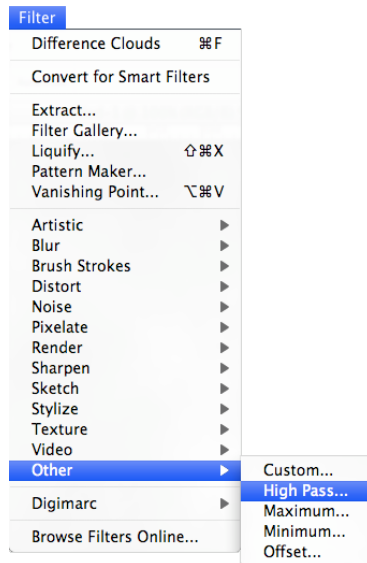 Filter
Difference Clouds ⌘F
Convert for Smart Filters
Extract...
Filter Gallery...
Liquify... ⇧⌘X
Pattern Maker...
Vanishing Point... ⌥⌘V
Artistic
Blur
Brush Strokes
Distort
Noise
Pixelate
Render
Sharpen
Sketch
Stylize
Texture
Video
Other
Custom...
High Pass...
Maximum...
Minimum...
Offset...
Digimarc
Browse Filters Online...